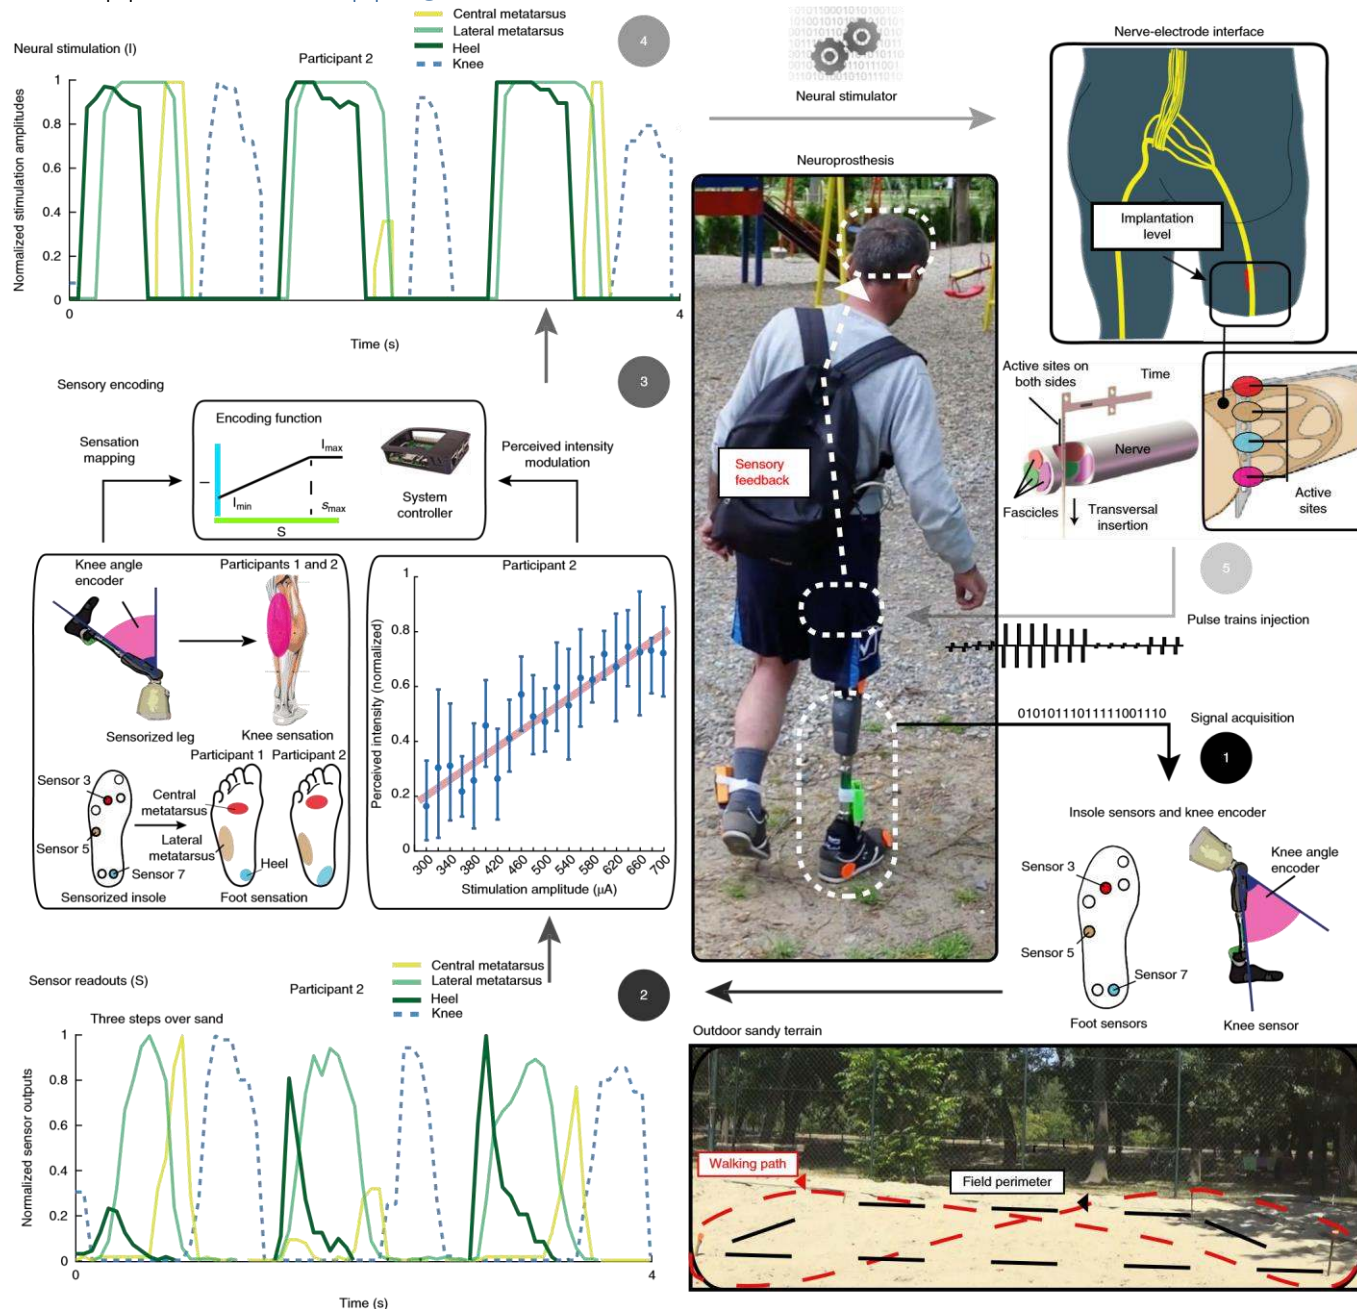 Central metatarsus
Lateral metatarsus
Heel
Knee
4
Neural stimulation (I)
Participant 2
Normalized stimulation amplitudes
1
0.8
0.6
0.4
0.2
0
0
4
Time (s)
Neural stimulator
Nerve-electrode interface
Implantation
level
Neuroprosthesis
Sensory
feedback
Active sites on
both sides
Time
Nerve
Fascicles
Transversal
insertion
Active
sites
Sensory encoding
3
Sensation
mapping
Encoding function
I
max
I
min
s
max
S
System
controller
Perceived intensity
modulation
Knee angle
encoder
Participants 1 and 2
Sensorized leg
Knee sensation
Participant 1
Participant 2
Sensor 3
Central
metatarsus
Sensor 5
Lateral
metatarsus
Sensor 7
Heel
Sensorized insole
Foot sensation
Participant 2
Perceived intensity (normalized)
1
0.8
0.6
0.4
0.2
0
300
340
380
420
460
500
540
580
620
660
700
Stimulation amplitude (μA)
5
Pulse trains injection
01010111011111001110
Signal acquisition
1
Insole sensors and knee encoder
Sensor 3
Sensor 5
Sensor 7
Knee angle
encoder
Foot sensors
Knee sensor
Sensor readouts (S)
Participant 2
Central metatarsus
Lateral metatarsus
Heel
Knee
2
Three steps over sand
Normalized sensor outputs
1
0.8
0.6
0.4
0.2
0
0
4
Time (s)
Outdoor sandy terrain
Walking path
Field perimeter